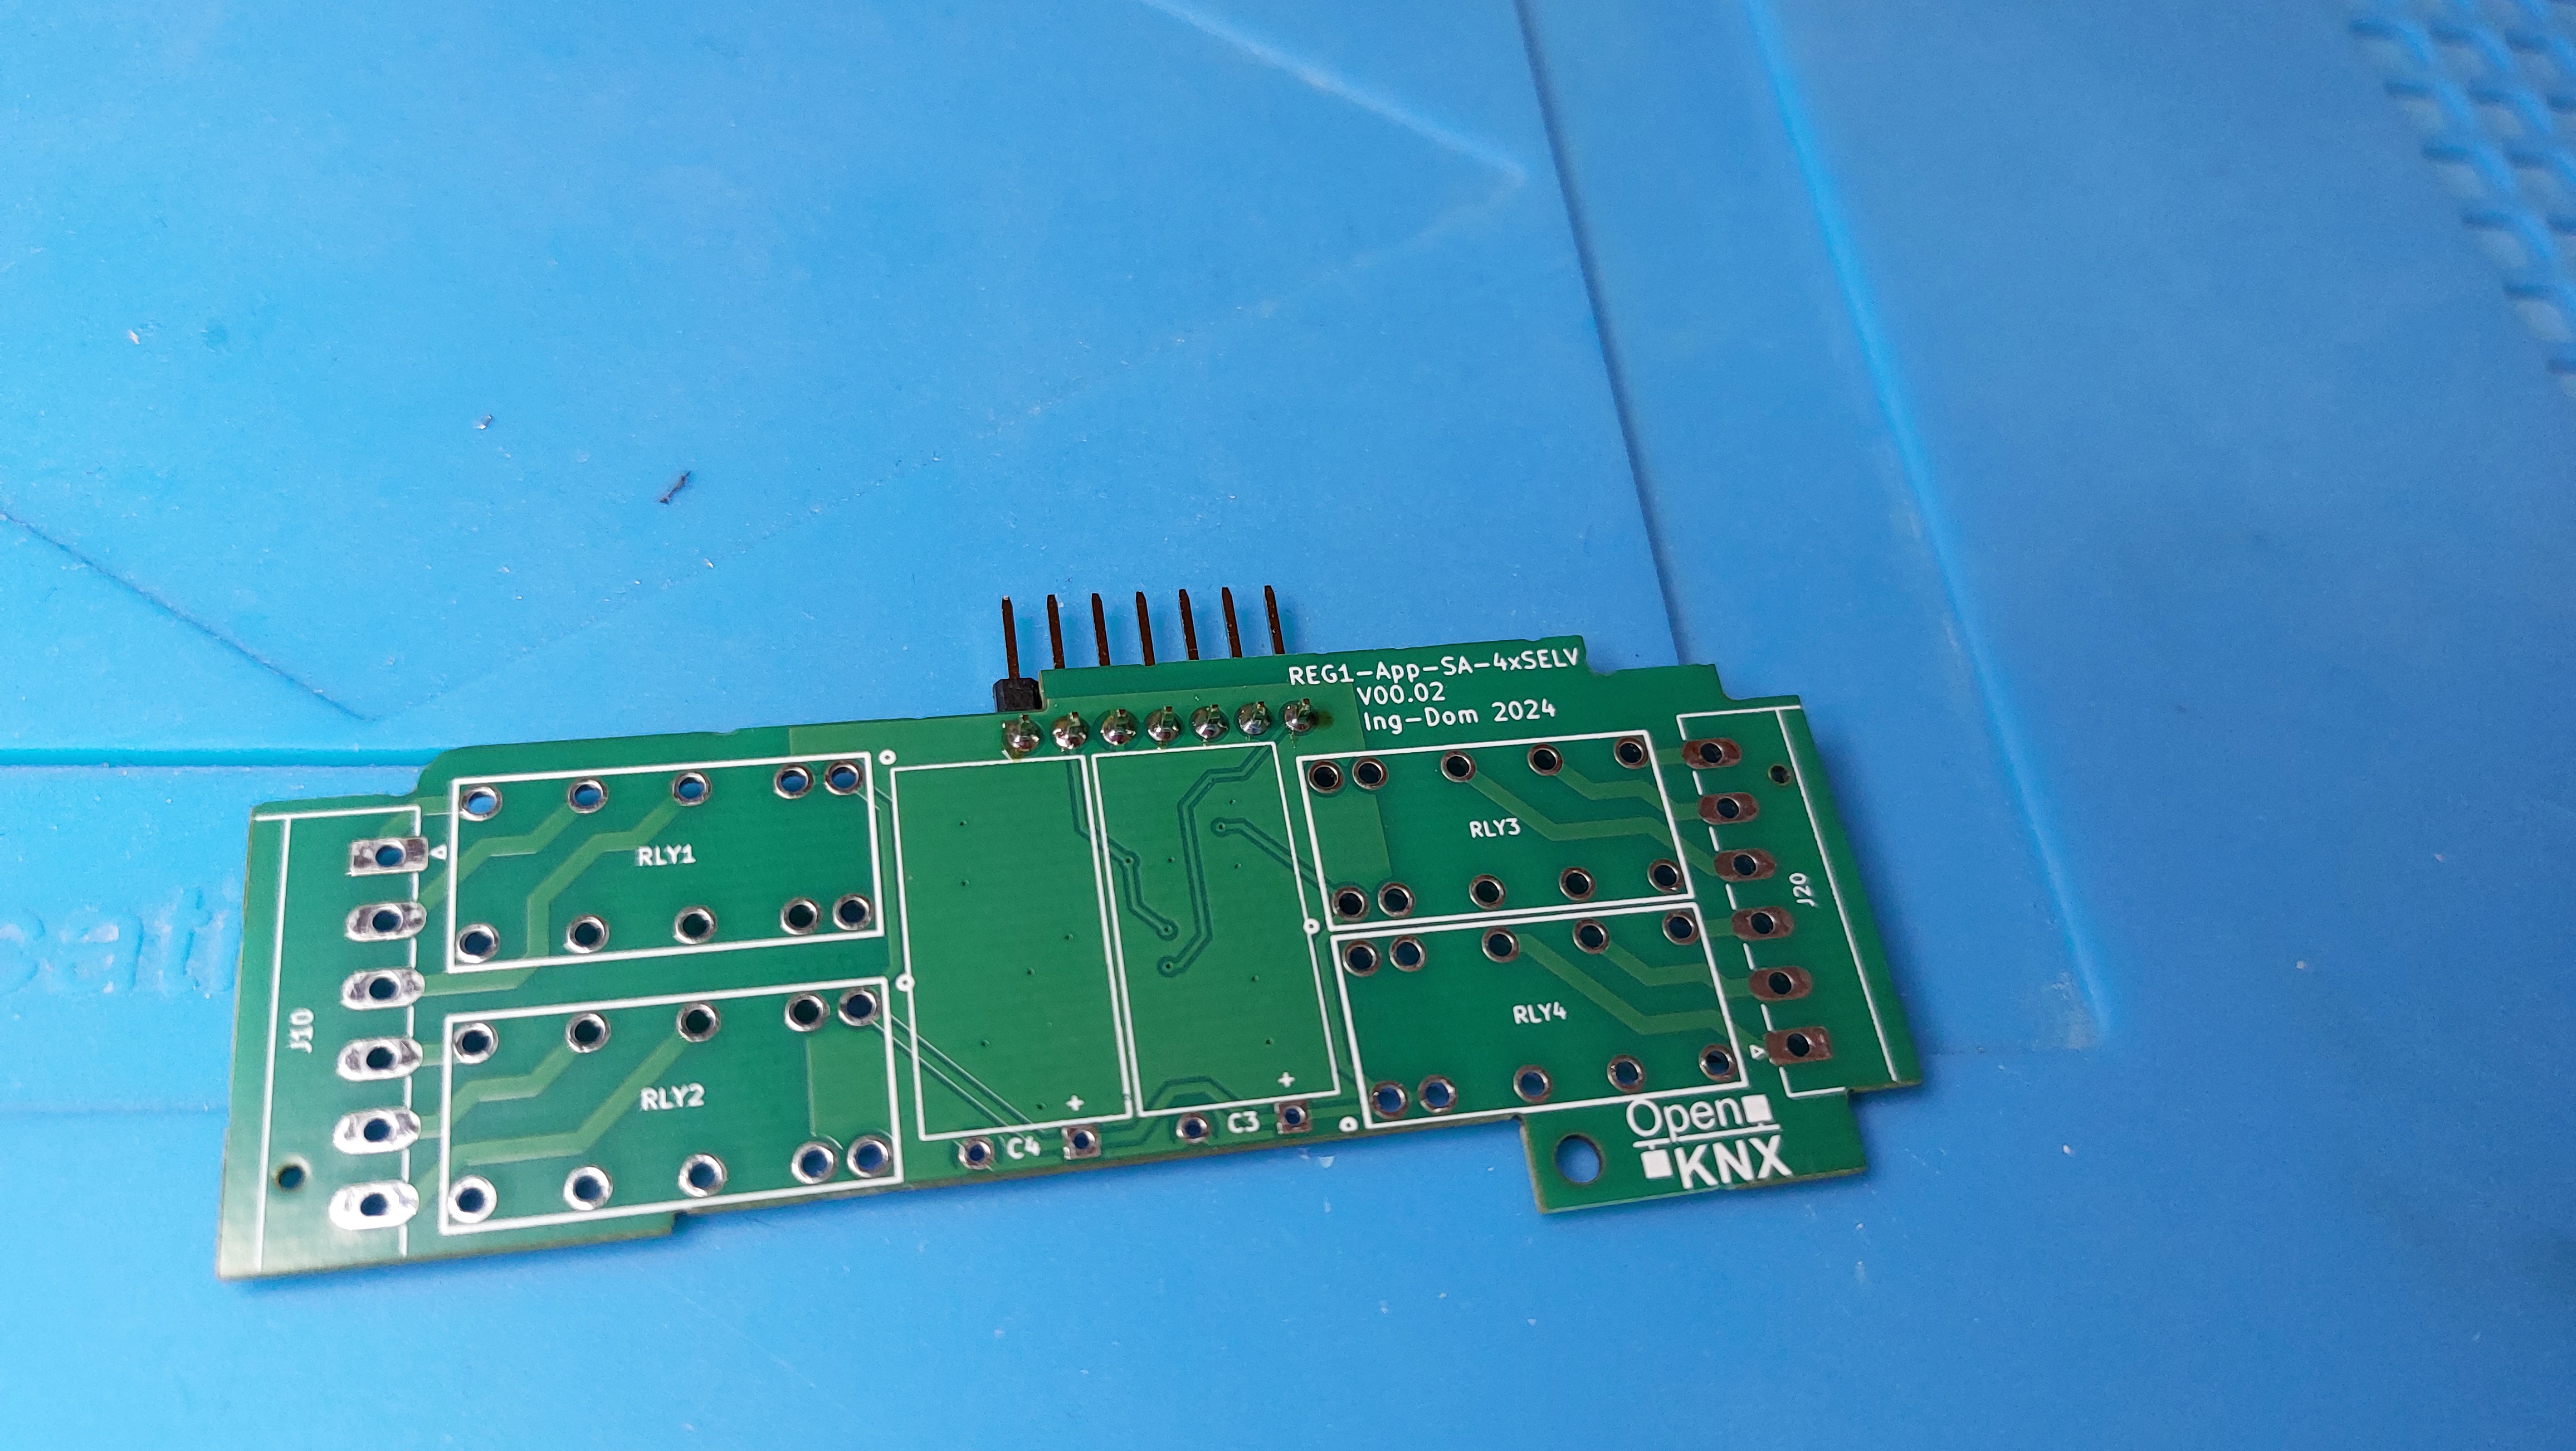 REG1-App-SA-4xSELV
V00.02
Ing-Dom 2024
RLY1
RLY3
J20
J10
RLY2
RLY4
+
+
C4
C3
Open
KNX